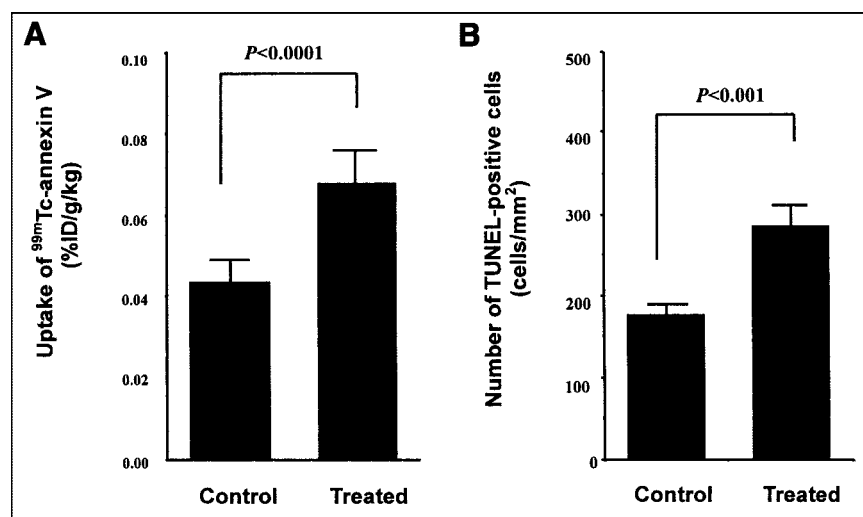 A
P<0.0001
0.10
0.08
0.06
0.04
0.02
0.00
Uptake of 99mTc-annexin V
(%ID/g/kg)
Control Treated
B
P<0.001
500
400
300
200
100
0
Number of TUNEL-positive cells
(cells/mm2)
Control Treated